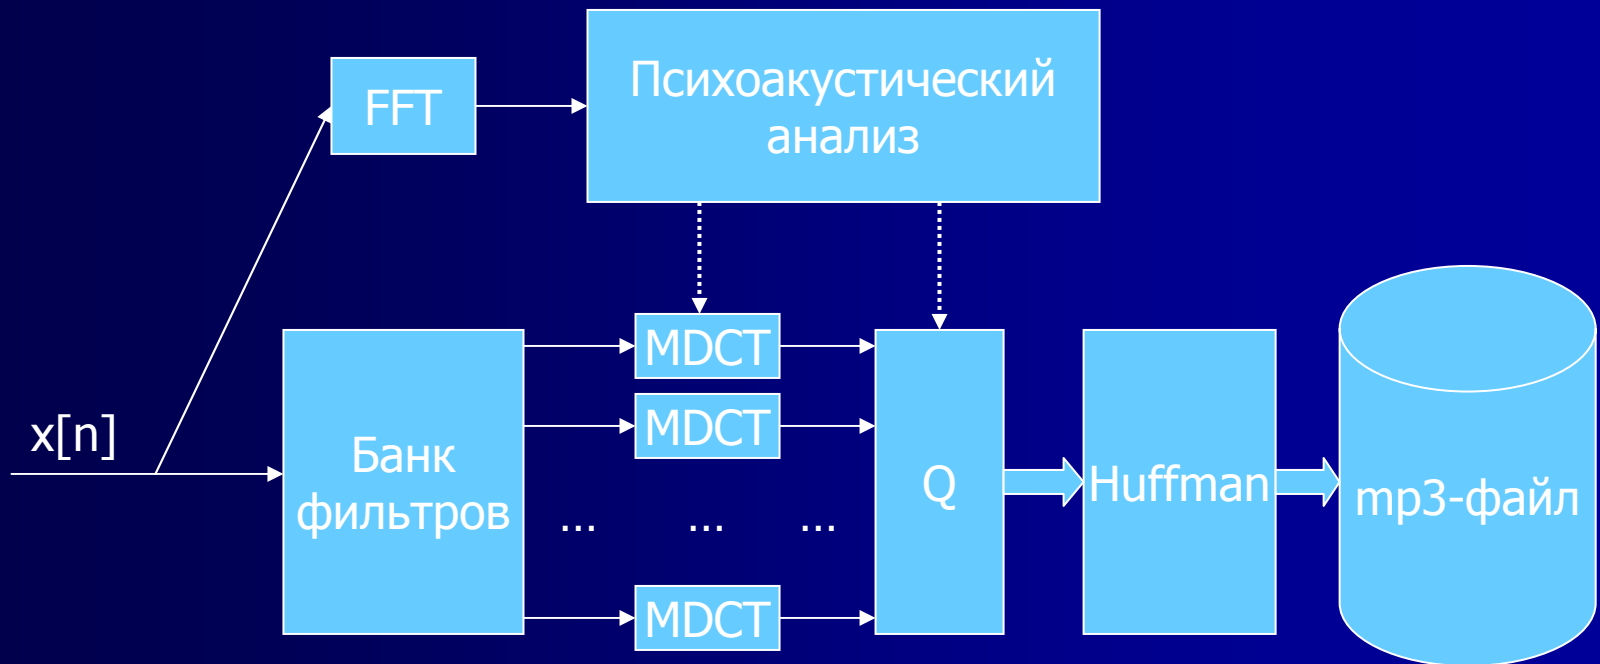 FFT
Психоакустический
анализ
x[n]
Банк
фильтров
MDCT
MDCT
... ... ...
MDCT
Q
Huffman
mp3-файл